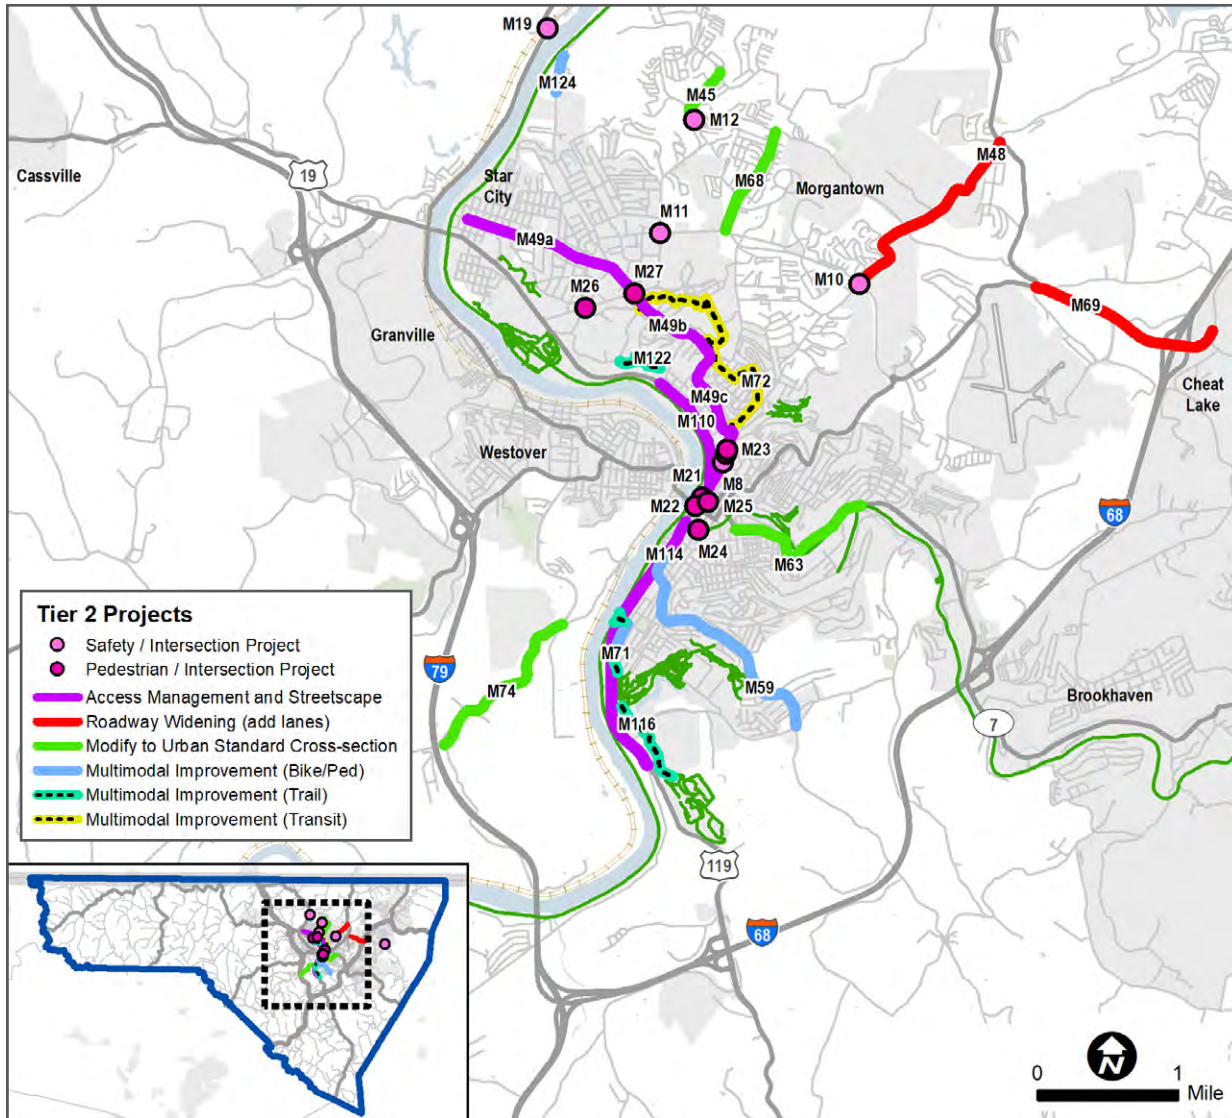 M19
M124
M45
M12
Cassville
19
Star
City
M68
Morgantown
M48
M11
M49a
M27
M26
M10
M49b
M69
Granville
M122
M72
M49c
M110
Cheat
Lake
Westover
M23
M21
M8
M22
M25
M24
68
M114
M63
Tier 2 Projects
Safety / Intersection Project
Pedestrian / Intersection Project
Access Management and Streetscape
Roadway Widening (add lanes)
Modify to Urban Standard Cross-section
Multimodal Improvement (Bike/Ped)
Multimodal Improvement (Trail)
Multimodal Improvement (Transit)
79
M74
M71
M59
M116
Brookhaven
7
119
68
N
0 1
Mile